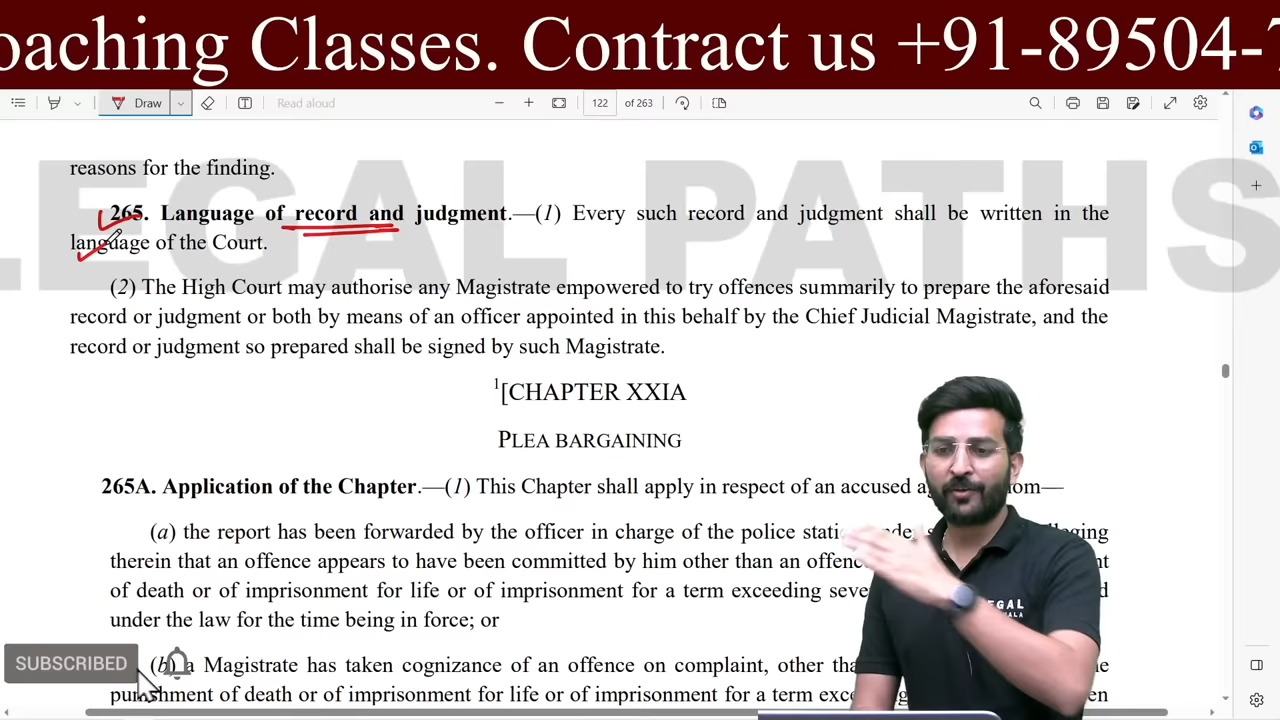 oaching Classes. Contract us +91-89504-
Draw
Read aloud
122 of 263
LEGAL PATHS
reasons for the finding.
265. Language of record and judgment.—(1) Every such record and judgment shall be written in the
language of the Court.
(2) The High Court may authorise any Magistrate empowered to try offences summarily to prepare the aforesaid
record or judgment or both by means of an officer appointed in this behalf by the Chief Judicial Magistrate, and the
record or judgment so prepared shall be signed by such Magistrate.
1[CHAPTER XXIA
PLEA BARGAINING
265A. Application of the Chapter.—(1) This Chapter shall apply in respect of an accused
(a) the report has been forwarded by the officer in charge of the police
therein that an offence appears to have been committed by him other than an
of death or of imprisonment for life or of imprisonment for a term exceeding
under the law for the time being in force; or
(b) a Magistrate has taken cognizance of an offence on complaint, other
punishment of death or of imprisonment for life or of imprisonment for a term
SUBSCRIBED